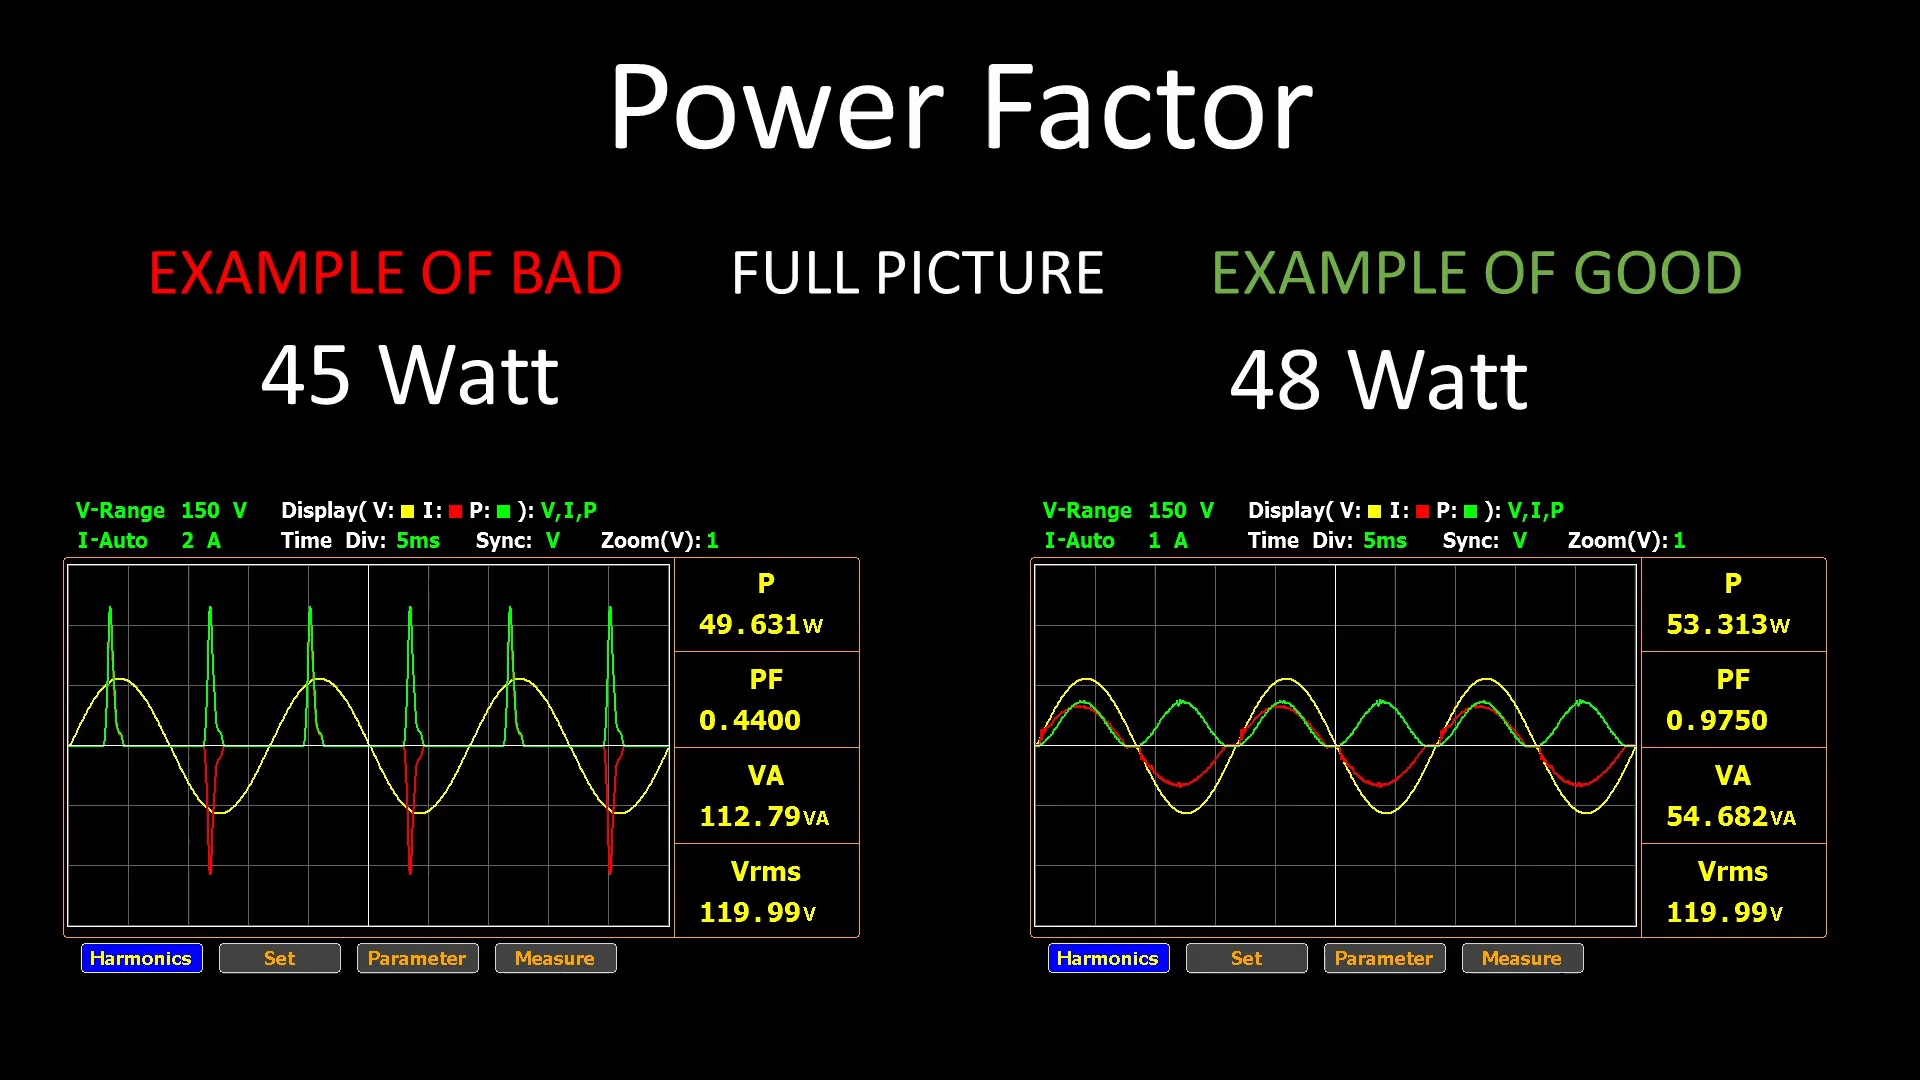 Power Factor
EXAMPLE OF BAD
FULL PICTURE
EXAMPLE OF GOOD
45 Watt
48 Watt
V-Range 150 V Display( V: I: P: ): V,I,P
I-Auto 2 A Time Div: 5ms Sync: V Zoom(V): 1
P
49.631W
PF
0.4400
VA
112.79VA
Vrms
119.99V
Harmonics Set Parameter Measure
V-Range 150 V Display( V: I: P: ): V,I,P
I-Auto 1 A Time Div: 5ms Sync: V Zoom(V): 1
P
53.313W
PF
0.9750
VA
54.682VA
Vrms
119.99V
Harmonics Set Parameter Measure